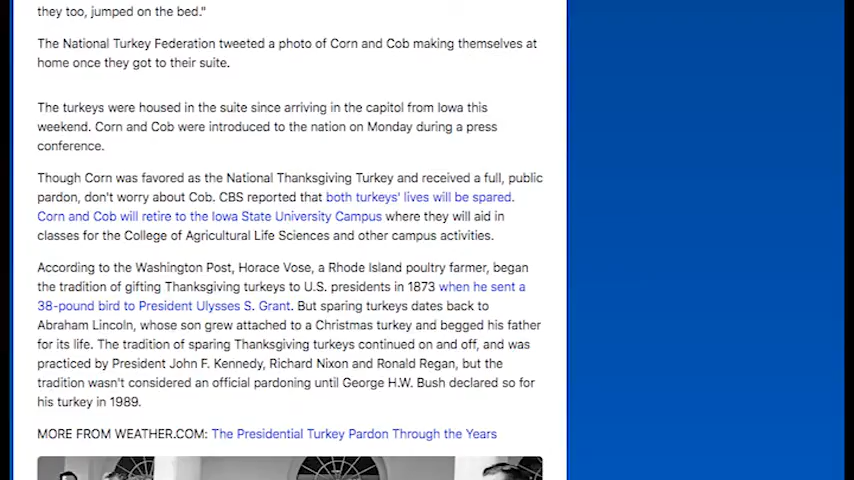 they too, jumped on the bed."
The National Turkey Federation tweeted a photo of Corn and Cob making themselves at
home once they got to their suite.
The turkeys were housed in the suite since arriving in the capitol from Iowa this
weekend. Corn and Cob were introduced to the nation on Monday during a press
conference.
Though Corn was favored as the National Thanksgiving Turkey and received a full, public
pardon, don't worry about Cob. CBS reported that both turkeys' lives will be spared.
Corn and Cob will retire to the Iowa State University Campus where they will aid in
classes for the College of Agricultural Life Sciences and other campus activities.
According to the Washington Post, Horace Vose, a Rhode Island poultry farmer, began
the tradition of gifting Thanksgiving turkeys to U.S. presidents in 1873 when he sent a
38-pound bird to President Ulysses S. Grant. But sparing turkeys dates back to
Abraham Lincoln, whose son grew attached to a Christmas turkey and begged his father
for its life. The tradition of sparing Thanksgiving turkeys continued on and off, and was
practiced by President John F. Kennedy, Richard Nixon and Ronald Regan, but the
tradition wasn't considered an official pardoning until George H.W. Bush declared so for
his turkey in 1989.
MORE FROM WEATHER.COM: The Presidential Turkey Pardon Through the Years